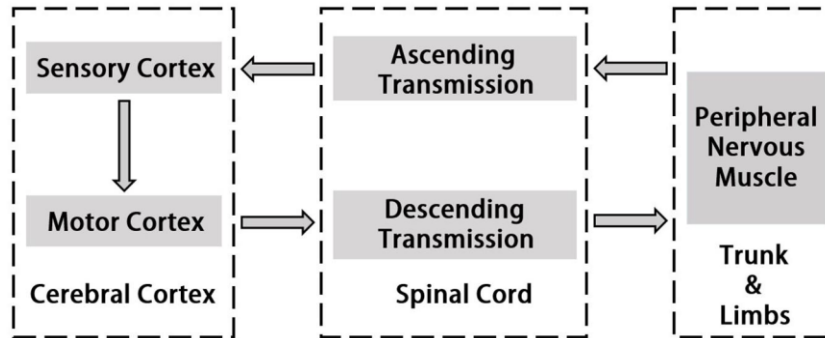 Sensory Cortex
Motor Cortex
Cerebral Cortex
Ascending
Transmission
Descending
Transmission
Spinal Cord
Peripheral
Nervous
Muscle
Trunk
&
Limbs